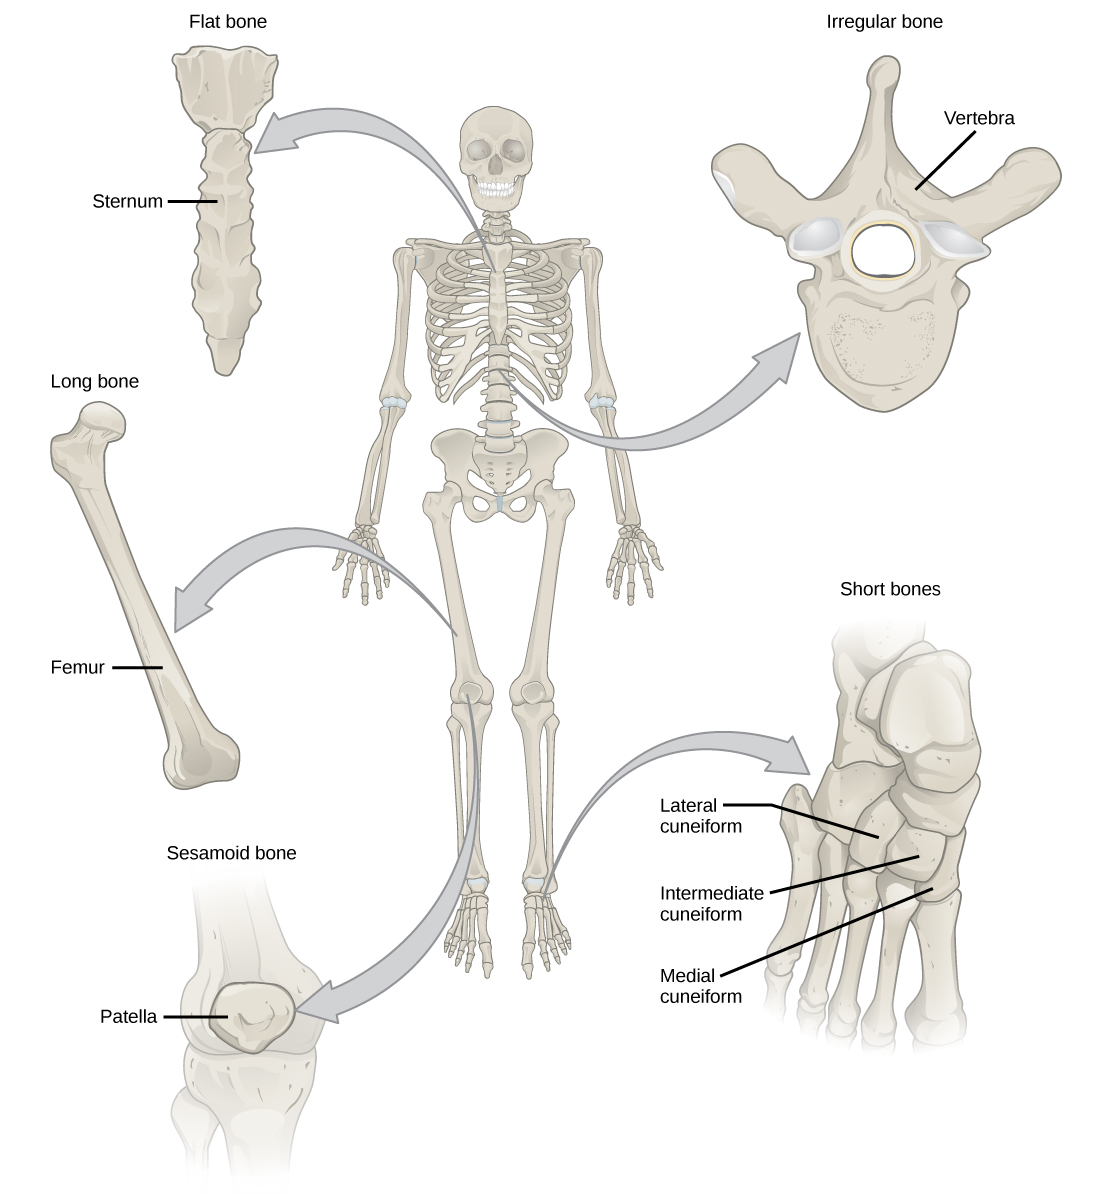 Flat bone
Irregular bone
Vertebra
Sternum
Long bone
Short bones
Femur
Lateral
cuneiform
Sesamoid bone
Intermediate
cuneiform
Medial
cuneiform
Patella